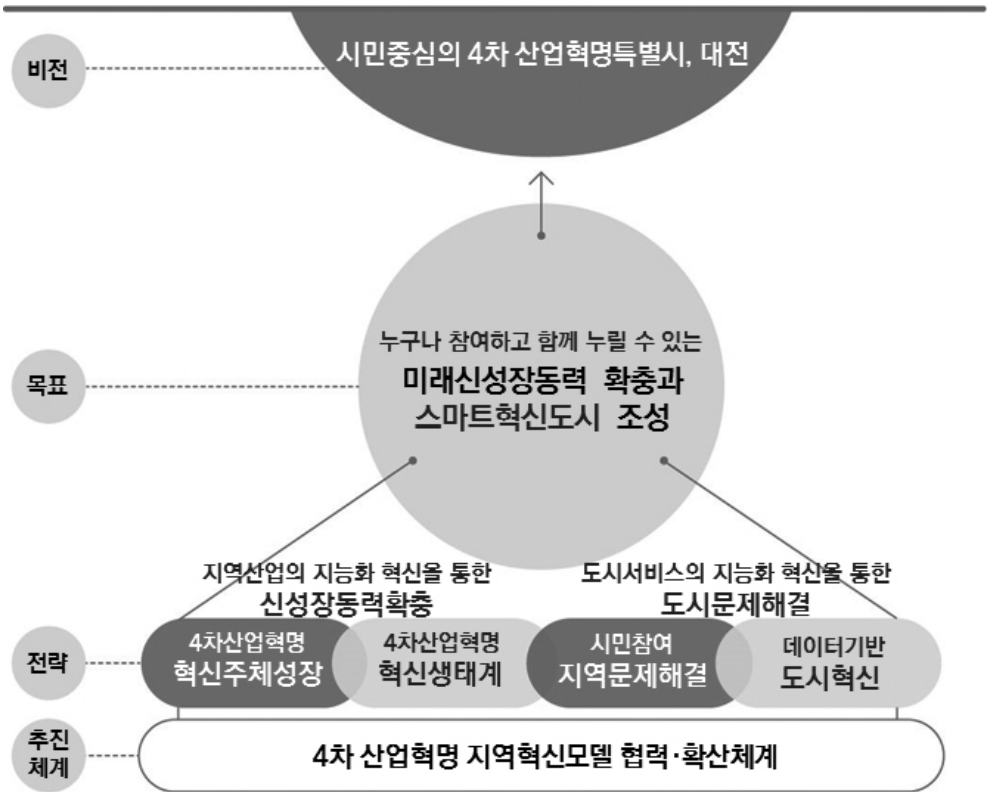 비전
시민중심의 4차 산업혁명특별시, 대전
목표
누구나 참여하고 함께 누릴 수 있는
미래신성장동력 확충과
스마트혁신도시 조성
지역산업의 지능화 혁신을 통한
신성장동력확충
도시서비스의 지능화 혁신을 통한
도시문제해결
전략
4차산업혁명
혁신주체성장
4차산업혁명
혁신생태계
시민참여
지역문제해결
데이터기반
도시혁신
추진
체계
4차 산업혁명 지역혁신모델 협력·확산체계